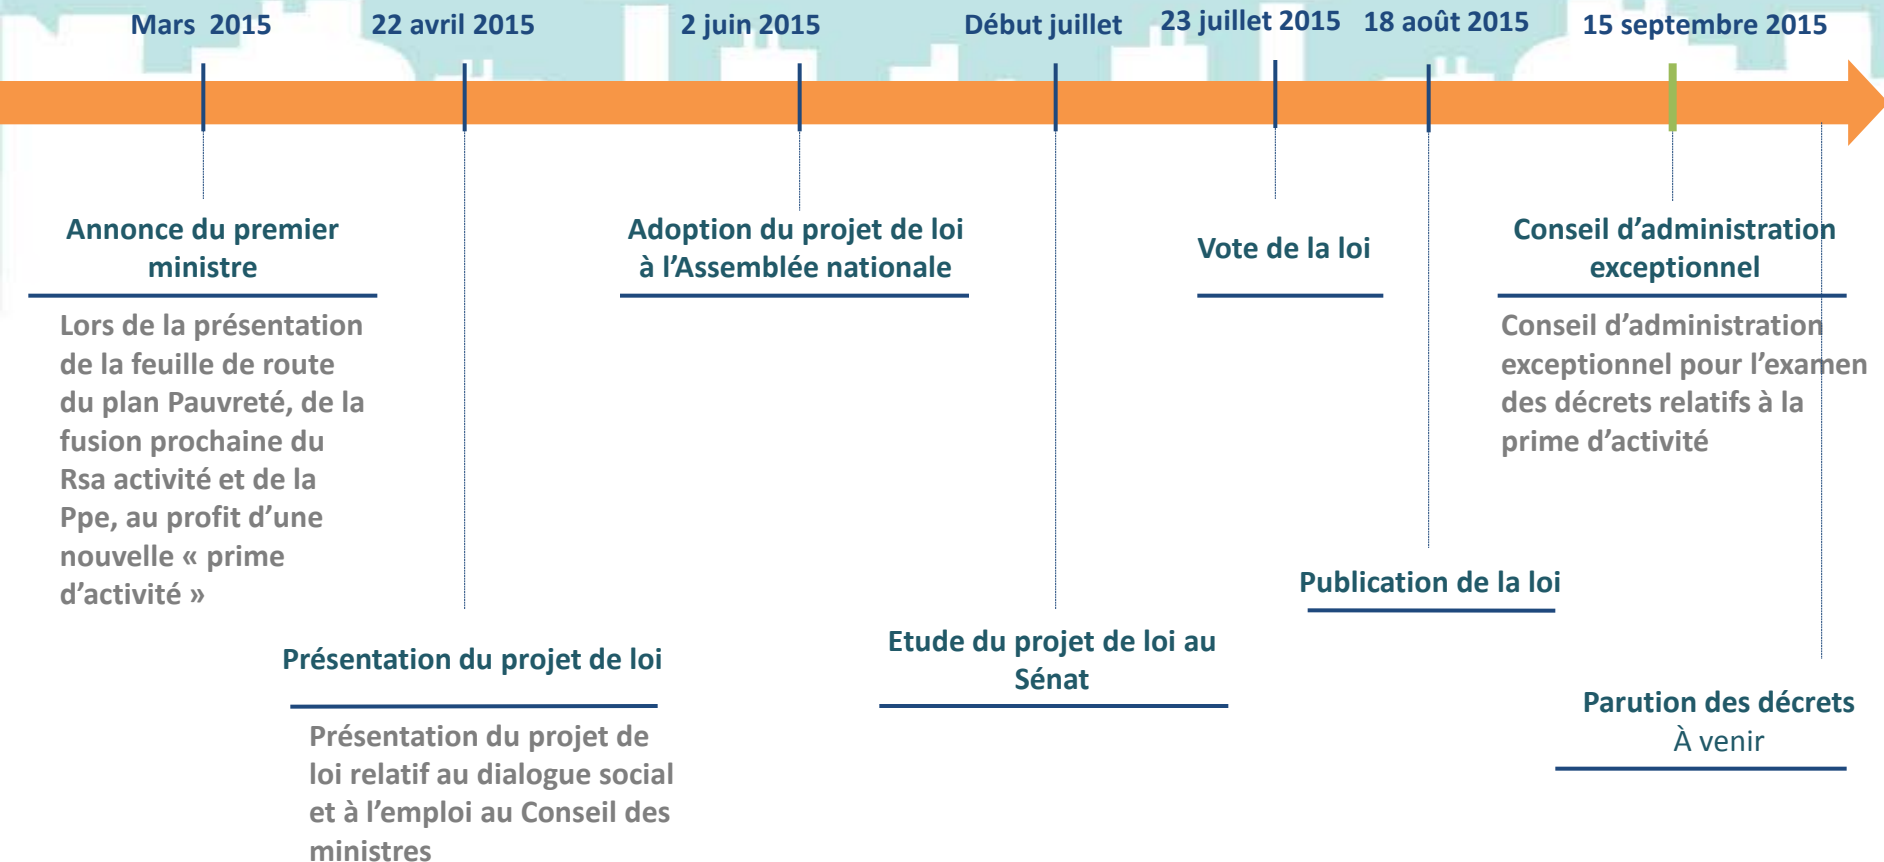 Mars 2015
22 avril 2015
2 juin 2015
Début juillet
23 juillet 2015
18 août 2015
15 septembre 2015
Annonce du premier
ministre
Lors de la présentation
de la feuille de route
du plan Pauvreté, de la
fusion prochaine du
Rsa activité et de la
Ppe, au profit d’une
nouvelle « prime
d’activité »
Présentation du projet de loi
Présentation du projet de
loi relatif au dialogue social
et à l’emploi au Conseil des
ministres
Adoption du projet de loi
à l’Assemblée nationale
Etude du projet de loi au
Sénat
Vote de la loi
Publication de la loi
Conseil d’administration
exceptionnel
Conseil d’administration
exceptionnel pour l’examen
des décrets relatifs à la
prime d’activité
Parution des décrets
À venir